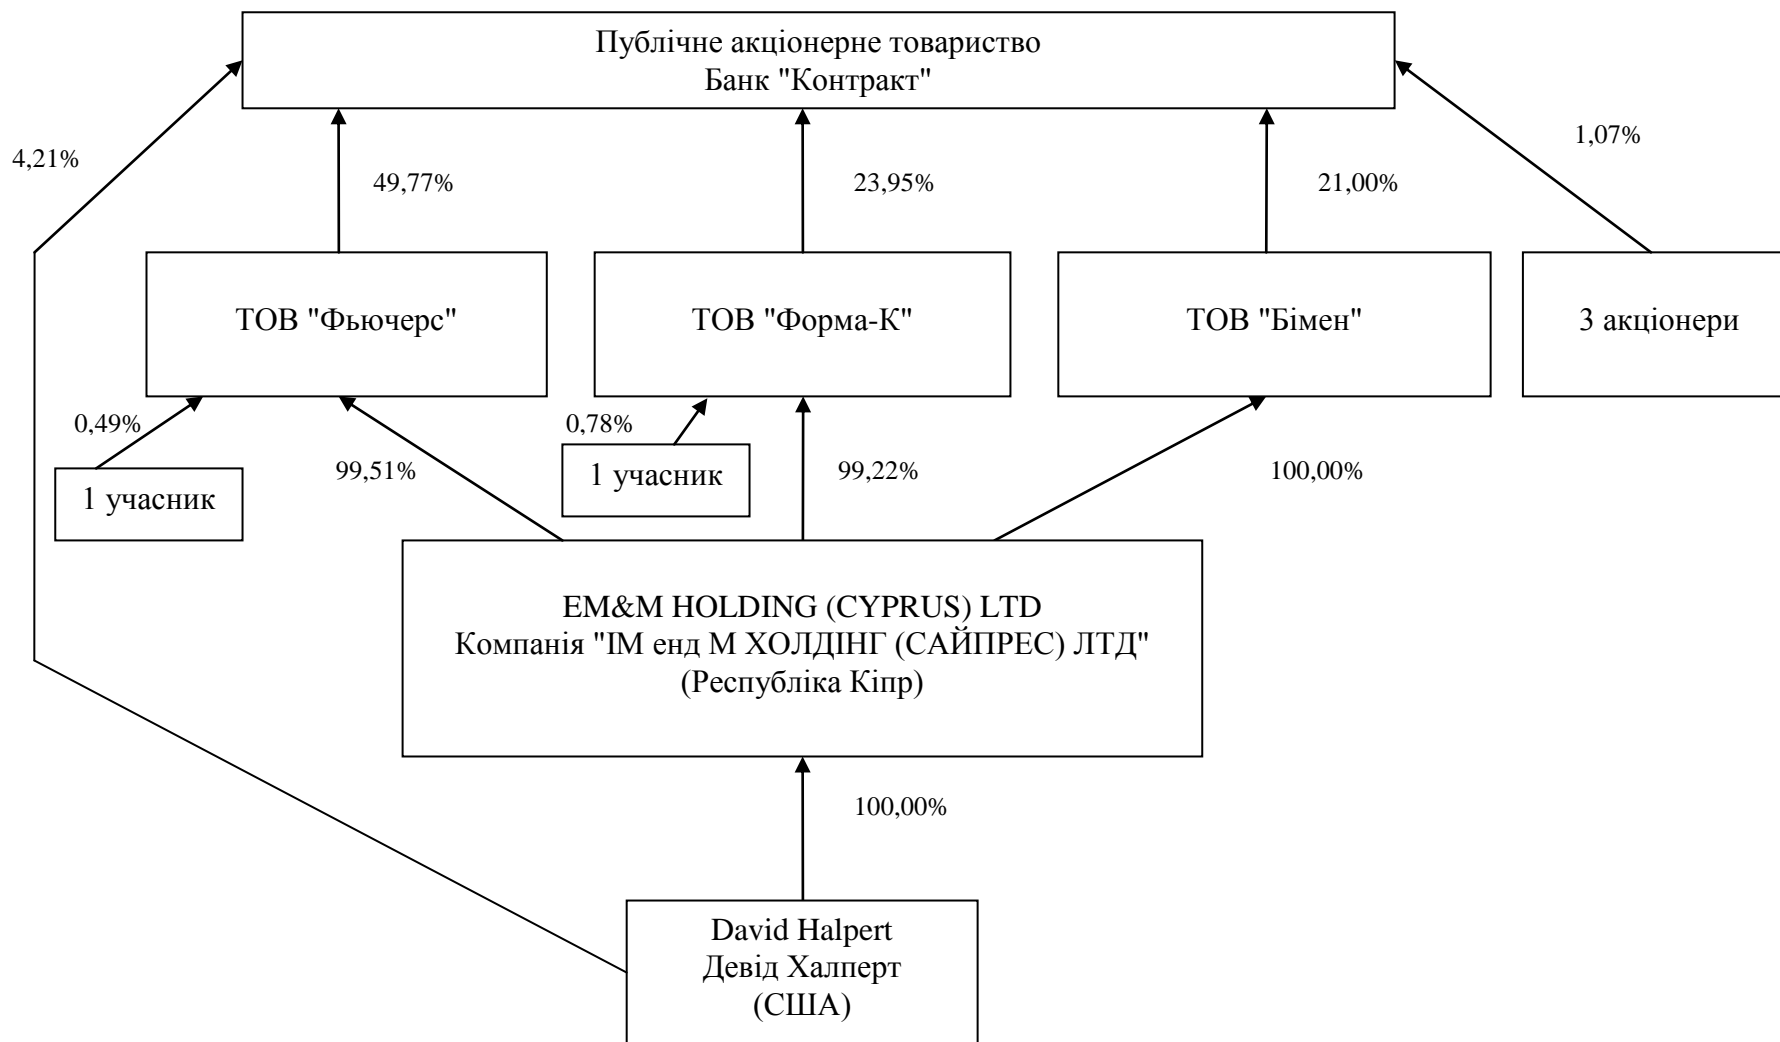 Публічне акціонерне товариство
Банк "Контракт"
4,21%
49,77%
23,95%
21,00%
1,07%
ТОВ "Фьючерс"
ТОВ "Форма-К"
ТОВ "Бімен"
3 акціонери
0,49%
1 учасник
99,51%
0,78%
1 учасник
99,22%
100,00%
EM&M HOLDING (CYPRUS) LTD
Компанія "ІМ енд М ХОЛДІНГ (САЙПРЕС) ЛТД"
(Республіка Кіпр)
100,00%
David Halpert
Девід Халперт
(США)